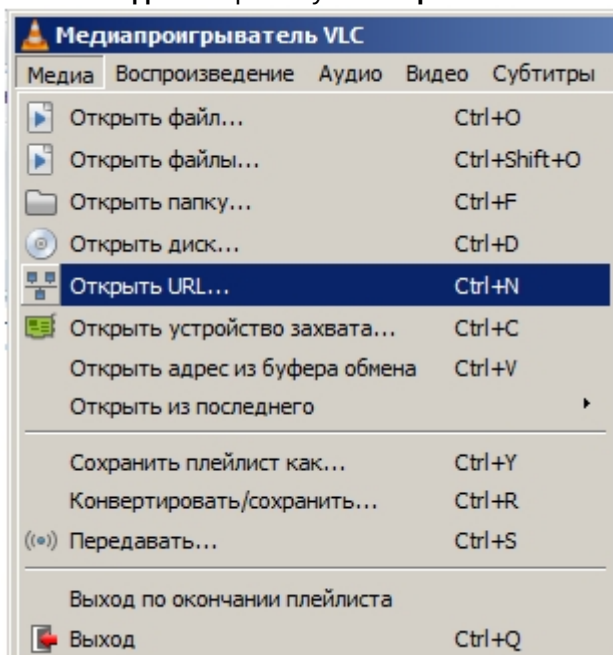 Медиапроигрыватель VLC
Медиа Воспроизведение Аудио Видео Субтитры
Открыть файл... Ctrl+O
Открыть файлы... Ctrl+Shift+O
Открыть папку... Ctrl+F
Открыть диск... Ctrl+D
Открыть URL... Ctrl+N
Открыть устройство захвата... Ctrl+C
Открыть адрес из буфера обмена Ctrl+V
Открыть из последнего
Сохранить плейлист как... Ctrl+Y
Конвертировать/сохранить... Ctrl+R
Передавать... Ctrl+S
Выход по окончании плейлиста
Выход Ctrl+Q